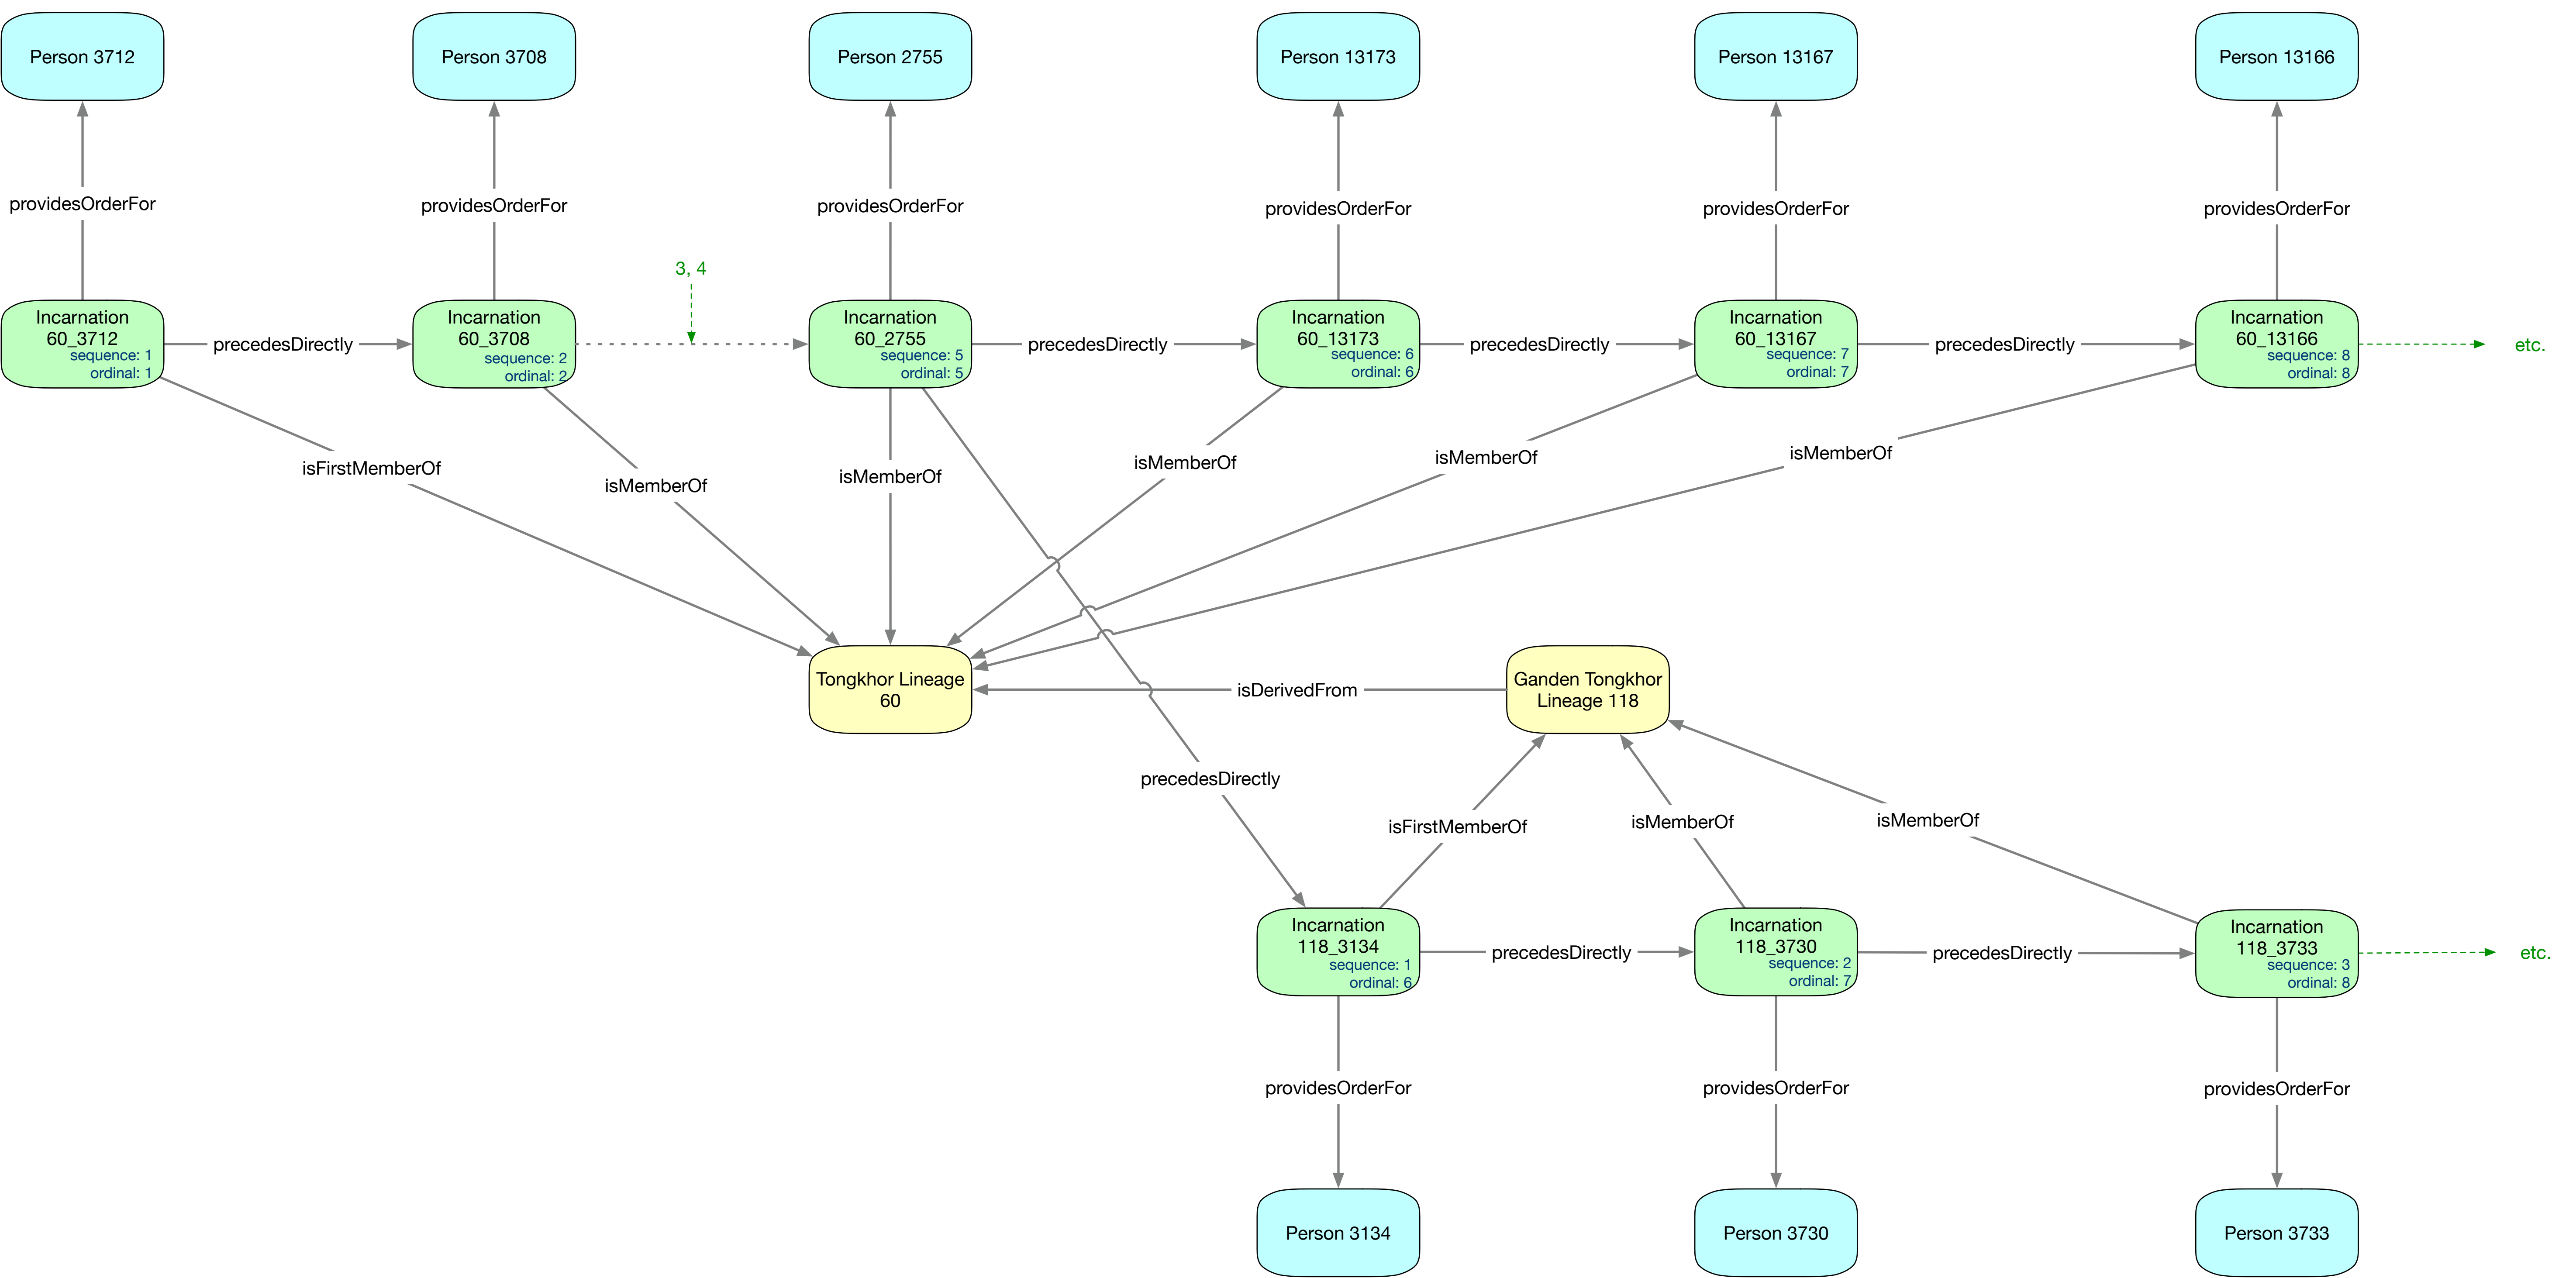 Person 3712
Person 3708
Person 2755
Person 13173
Person 13167
Person 13166
providesOrderFor
providesOrderFor
providesOrderFor
providesOrderFor
providesOrderFor
providesOrderFor
3, 4
Incarnation
60_3712
sequence: 1
ordinal: 1
precedesDirectly
Incarnation
60_3708
sequence: 2
ordinal: 2
Incarnation
60_2755
sequence: 5
ordinal: 5
precedesDirectly
Incarnation
60_13173
sequence: 6
ordinal: 6
precedesDirectly
Incarnation
60_13167
sequence: 7
ordinal: 7
precedesDirectly
Incarnation
60_13166
sequence: 8
ordinal: 8
etc.
isFirstMemberOf
isMemberOf
isMemberOf
isMemberOf
isMemberOf
isMemberOf
Tongkhor Lineage
60
isDerivedFrom
Ganden Tongkhor
Lineage 118
precedesDirectly
isFirstMemberOf
isMemberOf
isMemberOf
Incarnation
118_3134
sequence: 1
ordinal: 6
precedesDirectly
Incarnation
118_3730
sequence: 2
ordinal: 7
precedesDirectly
Incarnation
118_3733
sequence: 3
ordinal: 8
etc.
providesOrderFor
providesOrderFor
providesOrderFor
Person 3134
Person 3730
Person 3733